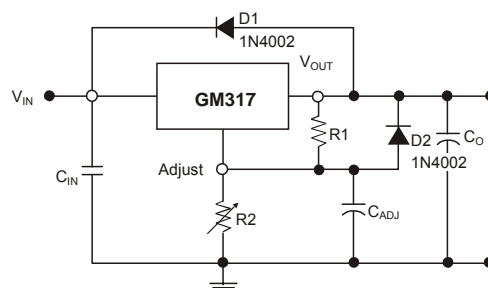 D1
1N4002
V_OUT
V_IN
GM317
R1
D2
1N4002
C_O
C_IN
Adjust
R2
C_ADJ